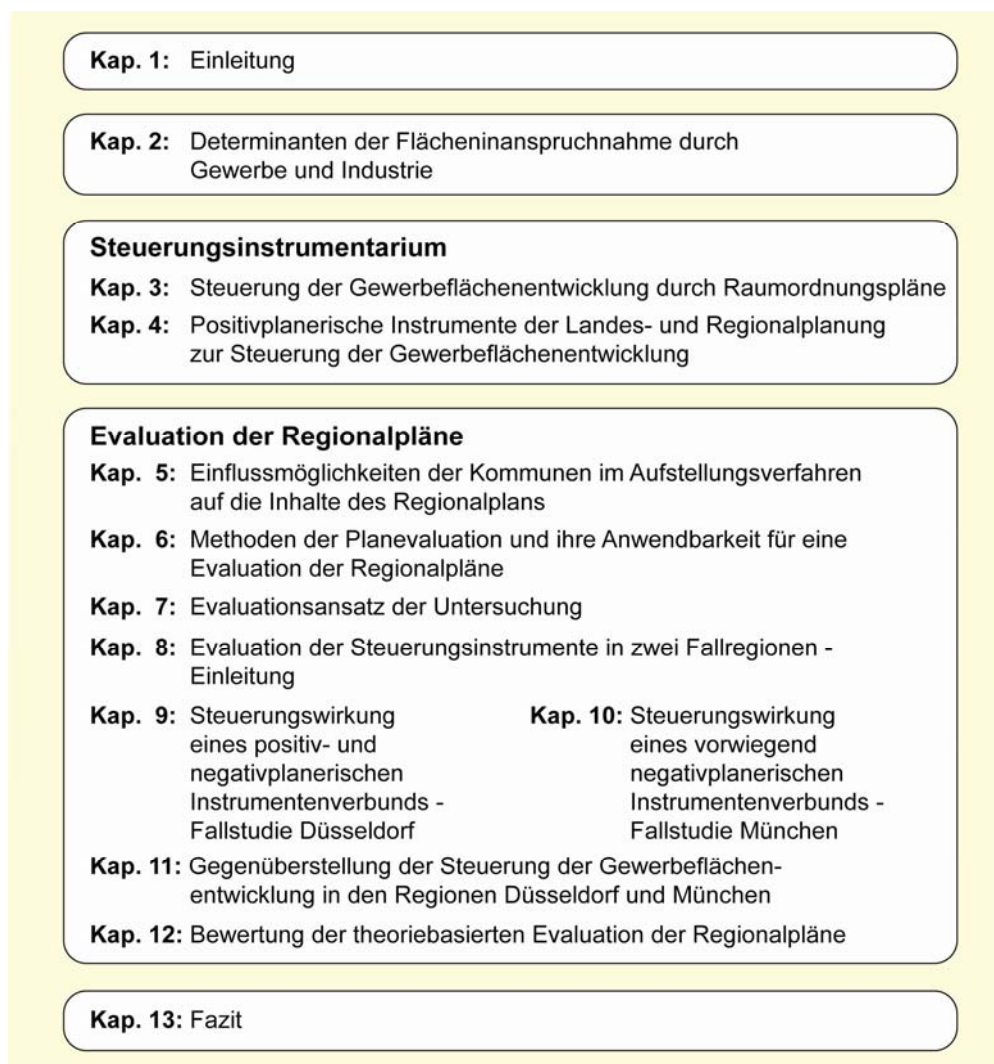 Kap. 1: Einleitung
Kap. 2: Determinanten der Flächeninanspruchnahme durch
Gewerbe und Industrie
Steuerungsinstrumentarium
Kap. 3: Steuerung der Gewerbeflächenentwicklung durch Raumordnungspläne
Kap. 4: Positivplanerische Instrumente der Landes- und Regionalplanung
zur Steuerung der Gewerbeflächenentwicklung
Evaluation der Regionalpläne
Kap. 5: Einflussmöglichkeiten der Kommunen im Aufstellungsverfahren
auf die Inhalte des Regionalplans
Kap. 6: Methoden der Planevaluation und ihre Anwendbarkeit für eine
Evaluation der Regionalpläne
Kap. 7: Evaluationsansatz der Untersuchung
Kap. 8: Evaluation der Steuerungsinstrumente in zwei Fallregionen -
Einleitung
Kap. 9: Steuerungswirkung
eines positiv- und
negativplanerischen
Instrumentenverbunds -
Fallstudie Düsseldorf
Kap. 10: Steuerungswirkung
eines vorwiegend
negativplanerischen
Instrumentenverbunds -
Fallstudie München
Kap. 11: Gegenüberstellung der Steuerung der Gewerbeflächen-
entwicklung in den Regionen Düsseldorf und München
Kap. 12: Bewertung der theoriebasierten Evaluation der Regionalpläne
Kap. 13: Fazit